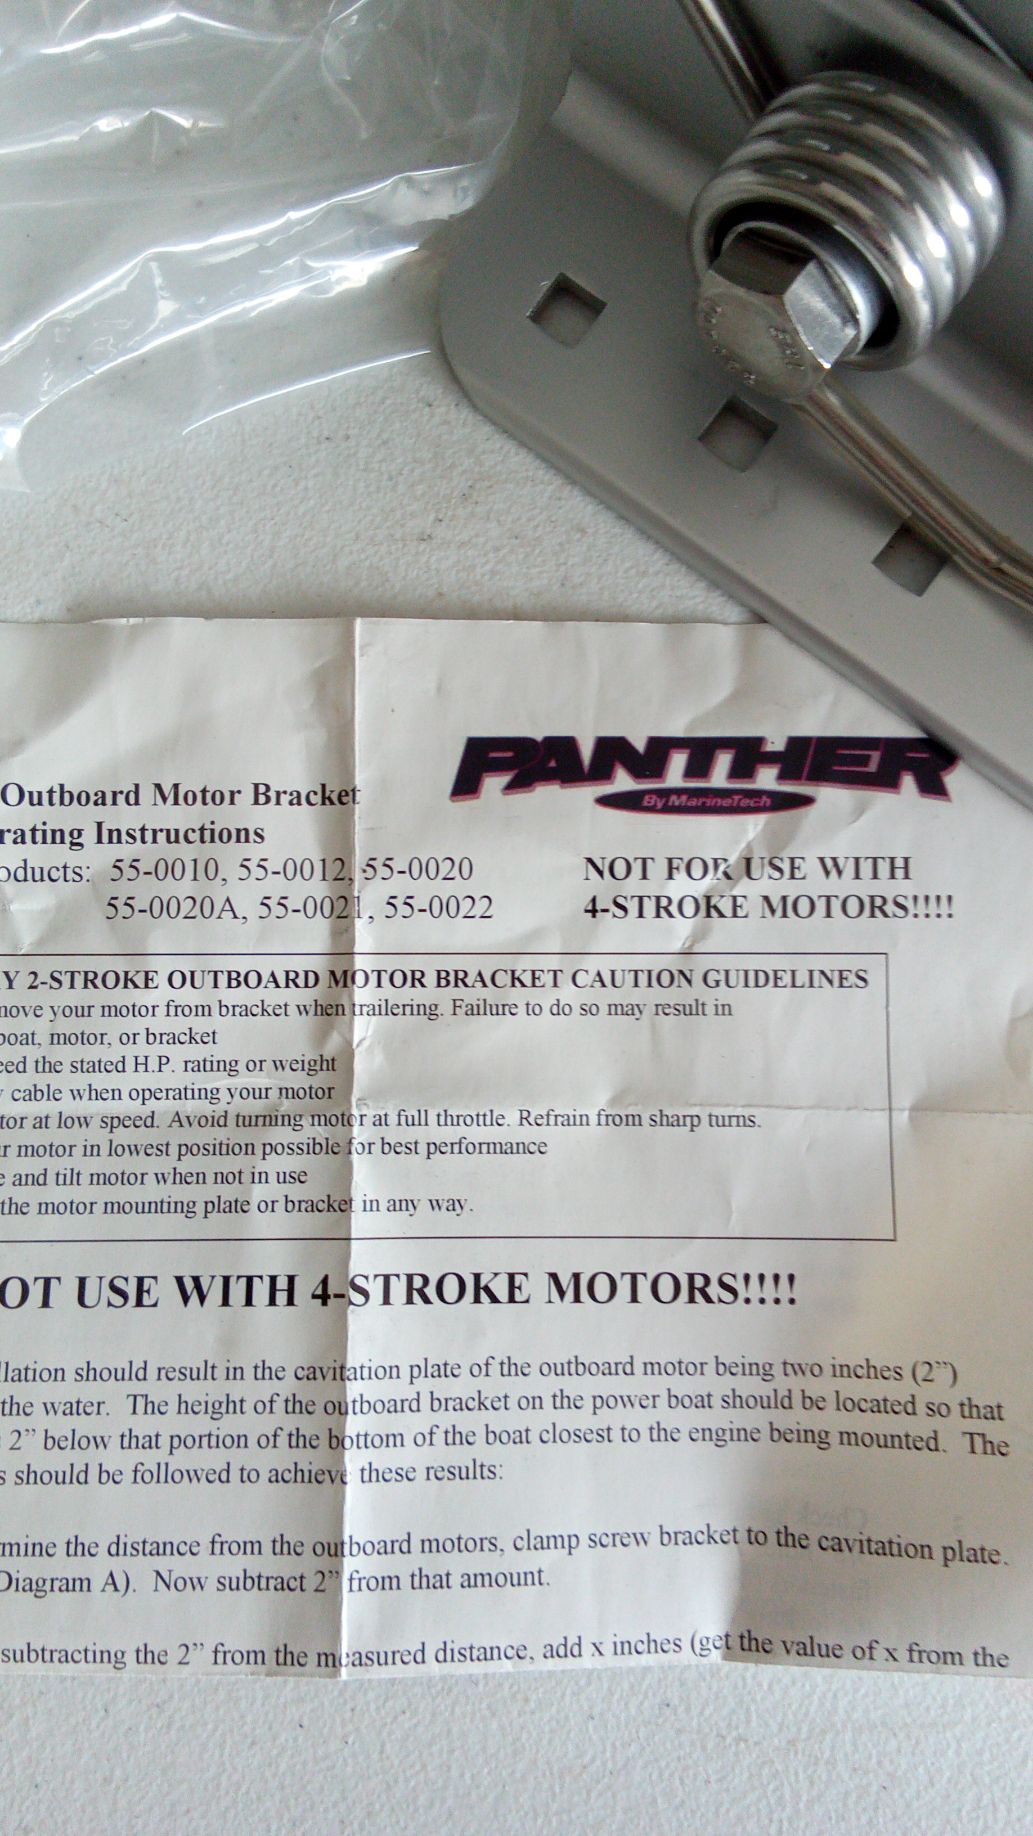 PANTHER
By MarineTech
Outboard Motor Bracket
rating Instructions
oducts: 55-0010, 55-0012, 55-0020
55-0020A, 55-0021, 55-0022
NOT FOR USE WITH
4-STROKE MOTORS!!!!
Y 2-STROKE OUTBOARD MOTOR BRACKET CAUTION GUIDELINES
move your motor from bracket when trailering. Failure to do so may result in
boat, motor, or bracket
eed the stated H.P. rating or weight
y cable when operating your motor
tor at low speed. Avoid turning motor at full throttle. Refrain from sharp turns.
r motor in lowest position possible for best performance
e and tilt motor when not in use
the motor mounting plate or bracket in any way.
OT USE WITH 4-STROKE MOTORS!!!!
llation should result in the cavitation plate of the outboard motor being two inches (2”)
the water. The height of the outboard bracket on the power boat should be located so that
2” below that portion of the bottom of the boat closest to the engine being mounted. The
s should be followed to achieve these results:
mine the distance from the outboard motors, clamp screw bracket to the cavitation plate.
Diagram A). Now subtract 2” from that amount.
subtracting the 2” from the measured distance, add x inches (get the value of x from the